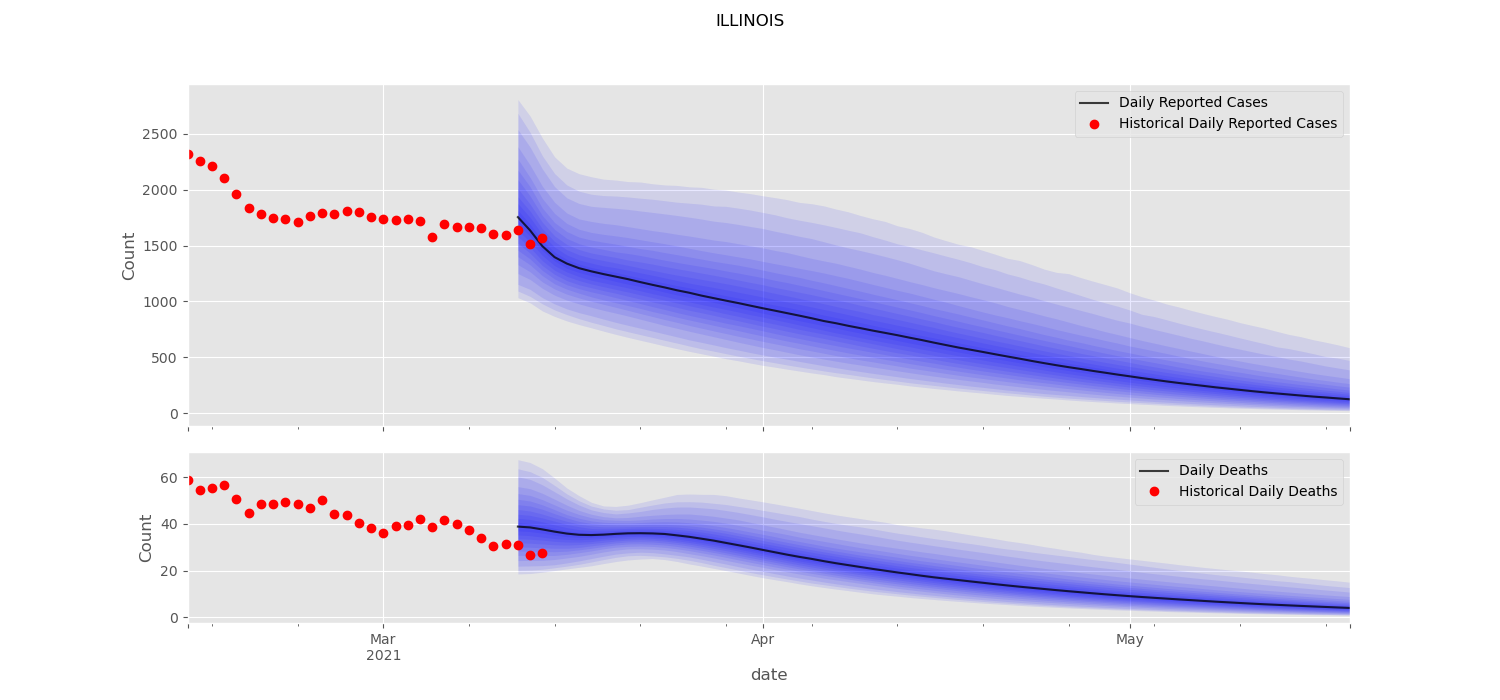 ILLINOIS
Daily Reported Cases
Historical Daily Reported Cases
Count
2500
2000
1500
1000
500
0
Daily Deaths
Historical Daily Deaths
Count
60
40
20
0
Mar
2021
Apr
May
date